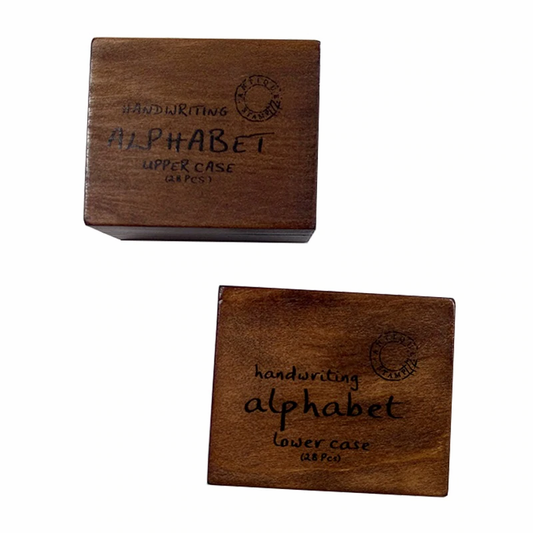 HANDWRITING
ALPHABET
UPPER CASE
(28 PCS)
handwriting
alphabet
lower case
(28 Pcs)